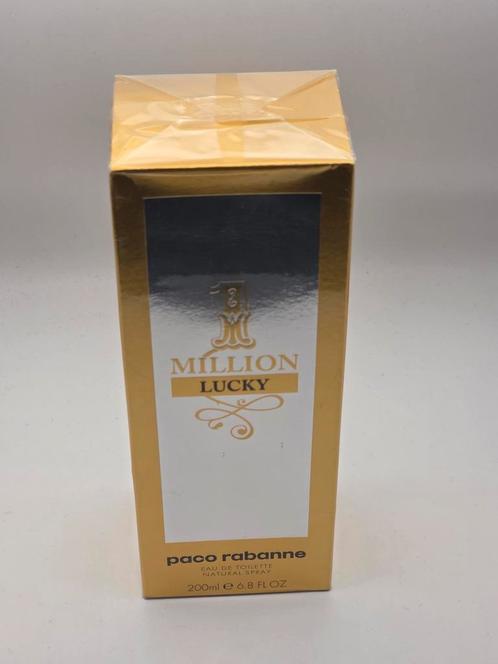 1
MILLION
LUCKY
paco rabanne
EAU DE TOILETTE
NATURAL SPRAY
200ml ℮ 6.8 FL OZ